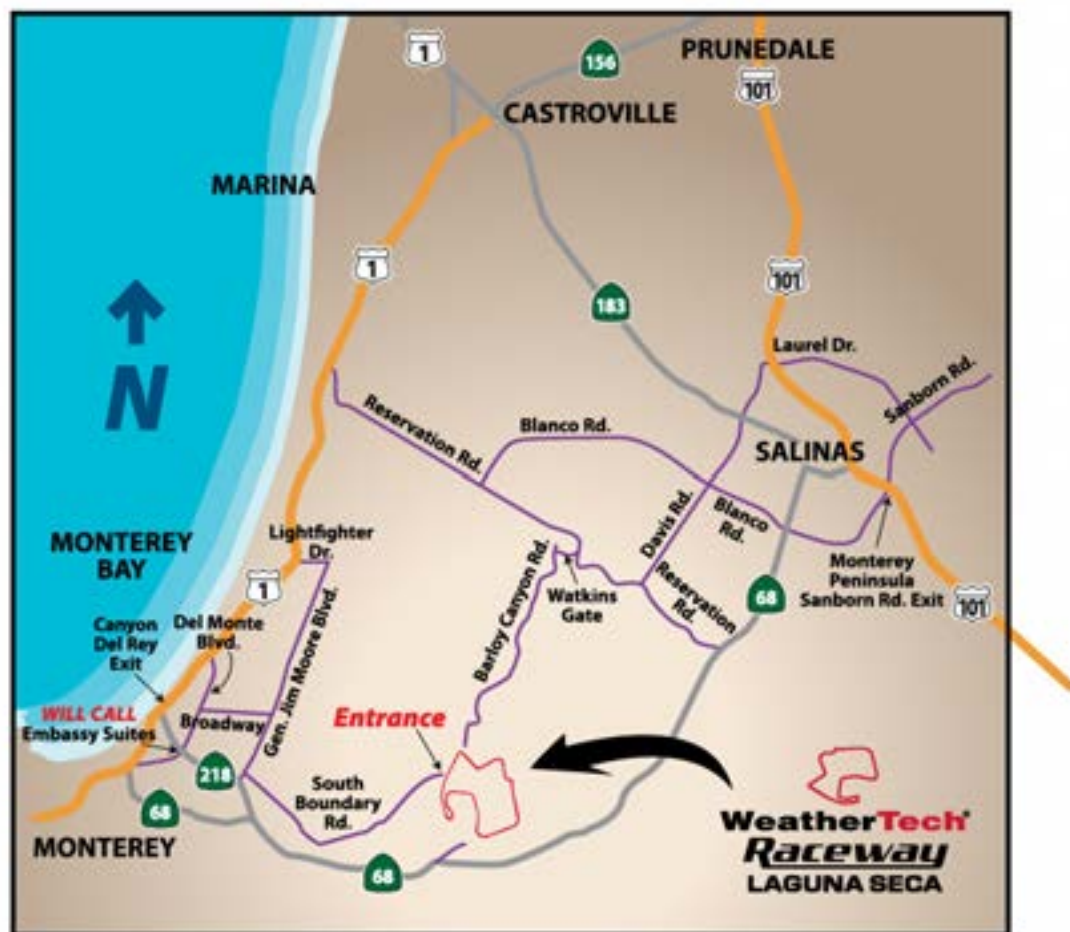 1
156
PRUNEDALE
101
CASTROVILLE
MARINA
1
101
183
N
Laurel Dr.
Sanborn Rd.
Reservation Rd.
Blanco Rd.
SALINAS
Davis Rd.
Blanco
Rd.
Lightfighter
Dr.
MONTEREY
BAY
1
Barloy Canyon Rd.
Watkins
Gate
Reservation
Rd.
68
Monterey
Peninsula
Sanborn Rd. Exit
101
Canyon
Del Rey
Exit
Del Monte
Blvd.
Gen. Jim Moore Blvd.
WILL CALL
Embassy Suites
Broadway
Entrance
218
South
Boundary
Rd.
68
MONTEREY
68
WeatherTech®
Raceway
LAGUNA SECA